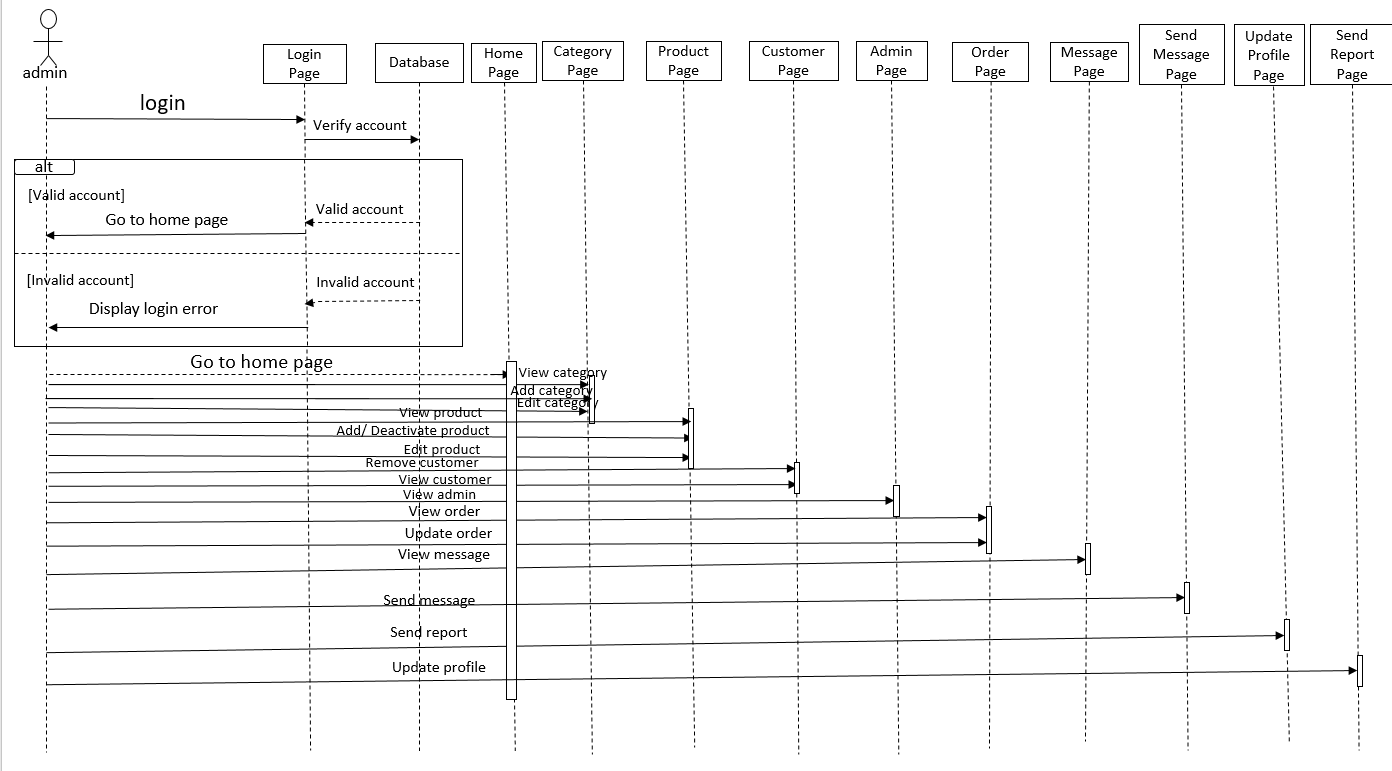 admin
Login
Page
Database
Home
Page
Category
Page
Product
Page
Customer
Page
Admin
Page
Order
Page
Message
Page
Send
Message
Page
Update
Profile
Page
Send
Report
Page
login
Verify account
alt
[Valid account]
Valid account
Go to home page
[Invalid account]
Invalid account
Display login error
Go to home page
View category
Add category
Edit category
View product
Add/ Deactivate product
Edit product
Remove customer
View customer
View admin
View order
Update order
View message
Send message
Send report
Update profile